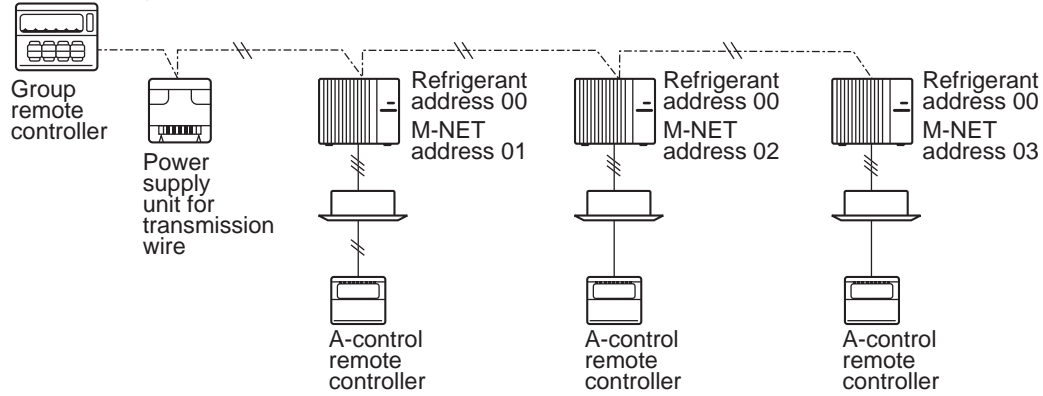 Group
remote
controller
Power
supply
unit for
transmission
wire
Refrigerant
address 00
M-NET
address 01
Refrigerant
address 00
M-NET
address 02
Refrigerant
address 00
M-NET
address 03
A-control
remote
controller
A-control
remote
controller
A-control
remote
controller